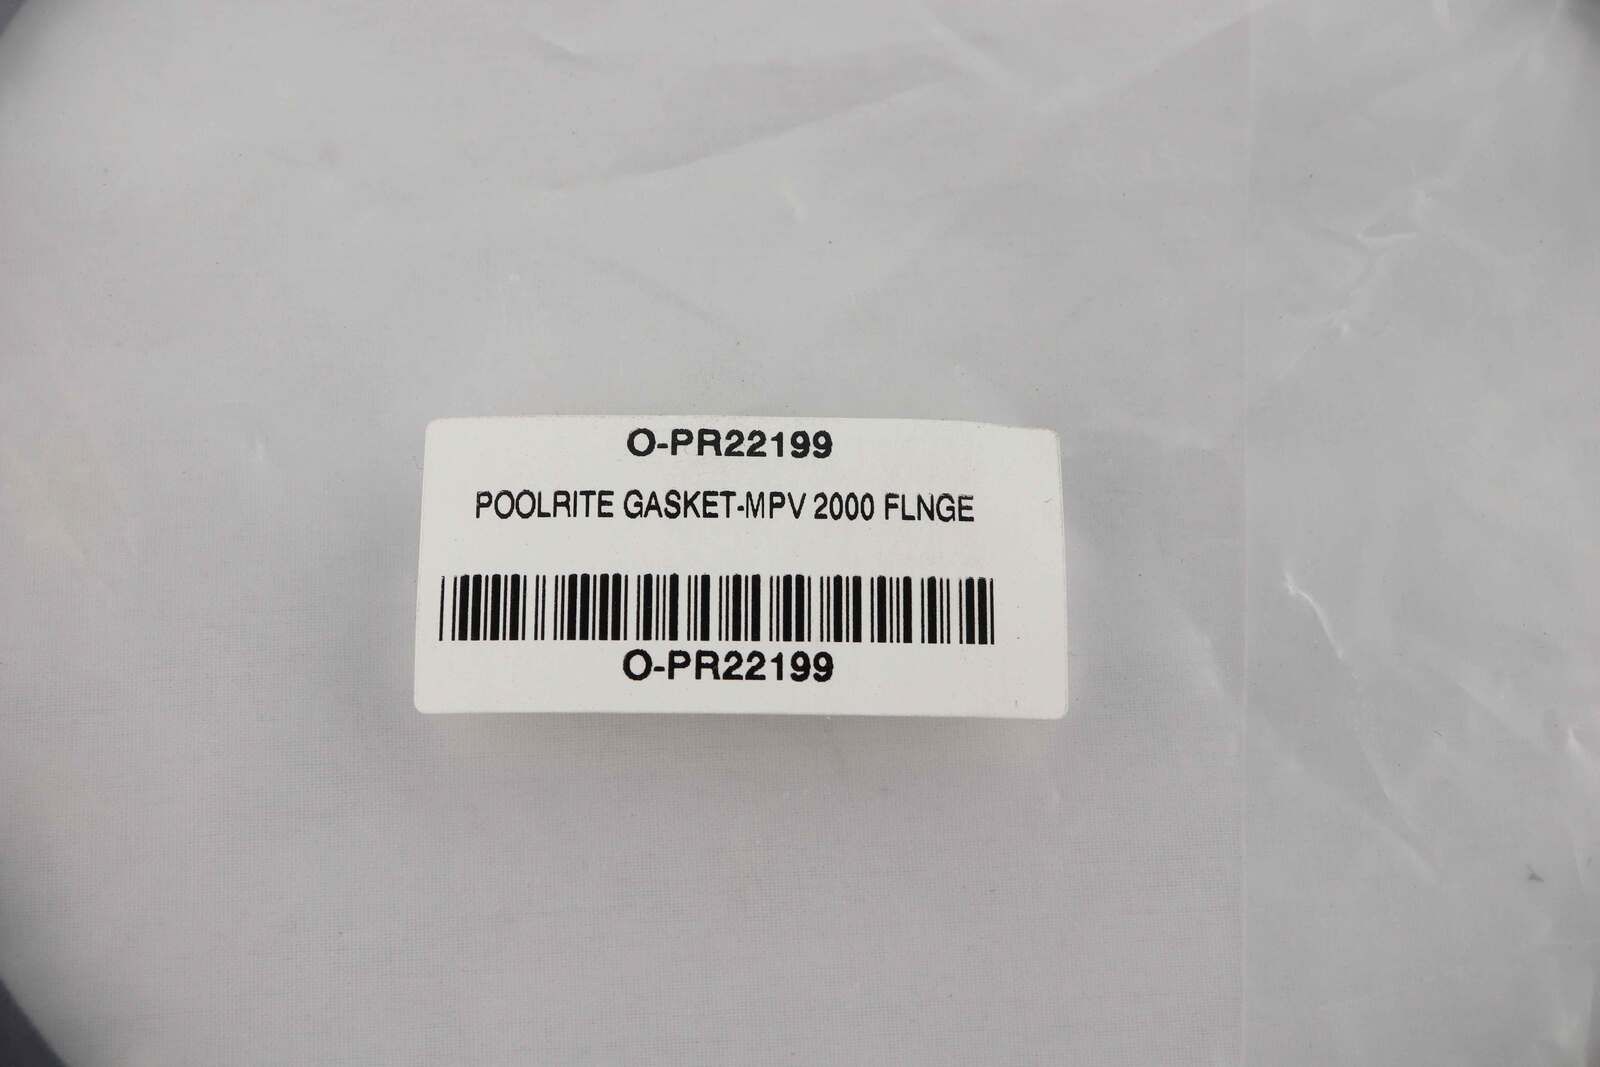 O-PR22199
POOLRITE GASKET-MPV 2000 FLNGE
O-PR22199